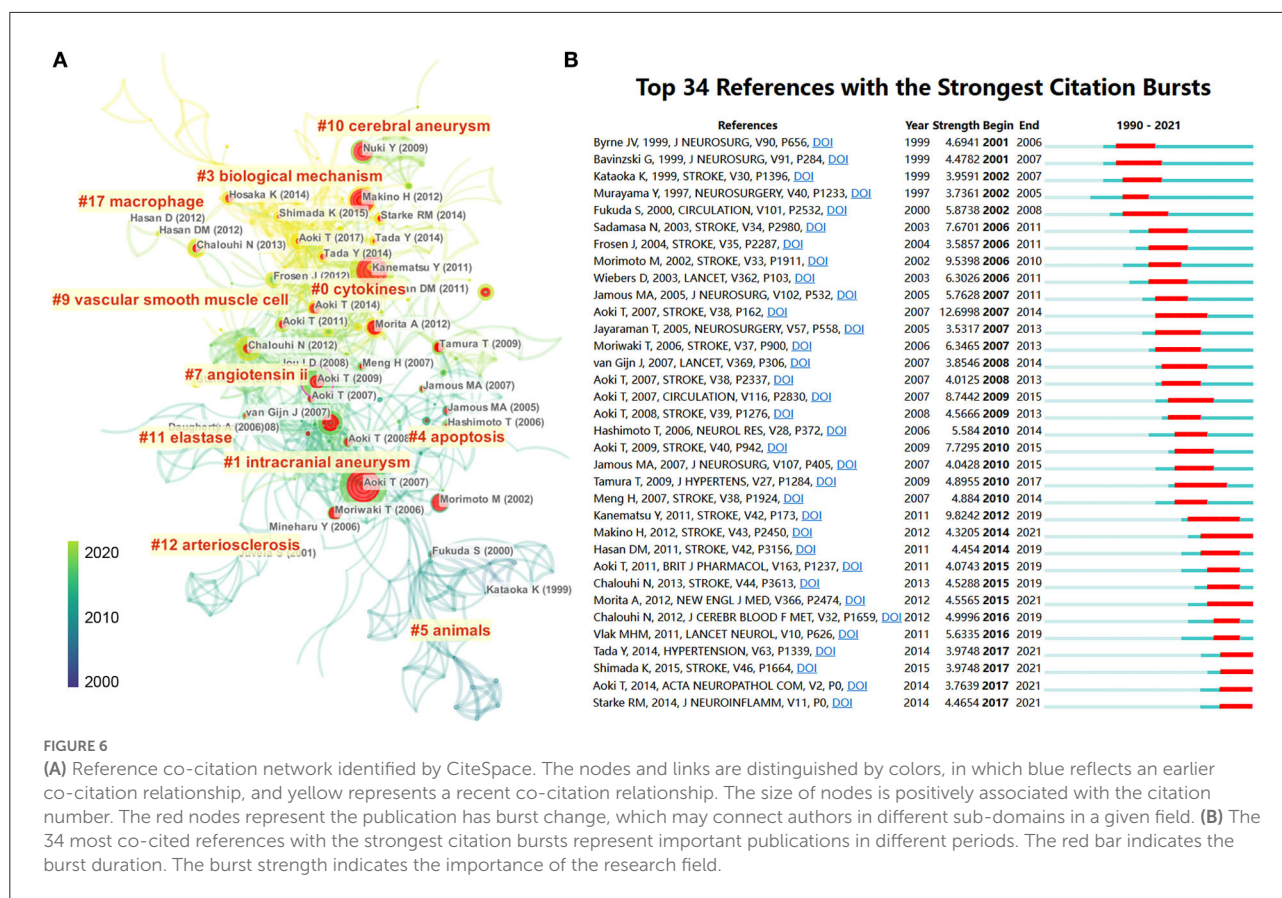 A
#10 cerebral aneurysm
Nuki Y (2009)
#3 biological mechanism
Hosaka K (2014)
Makino H (2012)
#17 macrophage
Shimada K (2015)
Starke RM (2014)
Hasan D (2012)
Hasan DM (2012)
Aoki T (2017)
Tada Y (2014)
Chalouhi N (2013)
Tada Y (2014)
Kanematsu Y (2011)
Frosen J (2012)
#0 cytokines
an DM (2011)
#9 vascular smooth muscle cell
Aoki T (2014)
Aoki T (2011)
Morita A (2012)
Chalouhi N (2012)
Tamura T (2009)
(2008)
Meng H (2007)
#7 angiotensin ii
Aoki T (2009)
Jamous MA (2007)
Aoki T (2007)
van Gijn J (2007)
Jamous MA (2005)
Hashimoto T (2006)
#11 elastase
Aoki T (2008
#4 apoptosis
#1 intracranial aneurysm
Aoki T (2007)
Morimoto M (2002)
Moriwaki T (2006)
Mineharu Y (2006)
#12 arteriosclerosis
Fukuda S (2000)
Kataoka K (1999)
#5 animals
2020
2010
2000
B
Top 34 References with the Strongest Citation Bursts
References Year Strength Begin End 1990 - 2021
Byrne JV, 1999, J NEUROSURG, V90, P656, DOI 1999 4.6941 2001 2006
Bavinzski G, 1999, J NEUROSURG, V91, P284, DOI 1999 4.4782 2001 2007
Kataoka K, 1999, STROKE, V30, P1396, DOI 1999 3.9591 2002 2007
Murayama Y, 1997, NEUROSURGERY, V40, P1233, DOI 1997 3.7361 2002 2005
Fukuda S, 2000, CIRCULATION, V101, P2532, DOI 2000 5.8738 2002 2008
Sadamasa N, 2003, STROKE, V34, P2980, DOI 2003 7.6701 2006 2011
Frosen J, 2004, STROKE, V35, P2287, DOI 2004 3.5857 2006 2011
Morimoto M, 2002, STROKE, V33, P1911, DOI 2002 9.5398 2006 2010
Wiebers D, 2003, LANCET, V362, P103, DOI 2003 6.3026 2006 2011
Jamous MA, 2005, J NEUROSURG, V102, P532, DOI 2005 5.7628 2007 2011
Aoki T, 2007, STROKE, V38, P162, DOI 2007 12.6998 2007 2014
Jayaraman T, 2005, NEUROSURGERY, V57, P558, DOI 2005 3.5317 2007 2013
Moriwaki T, 2006, STROKE, V37, P900, DOI 2006 6.3465 2007 2013
van Gijn J, 2007, LANCET, V369, P306, DOI 2007 3.8546 2008 2014
Aoki T, 2007, STROKE, V38, P2337, DOI 2007 4.0125 2008 2013
Aoki T, 2007, CIRCULATION, V116, P2830, DOI 2007 8.7442 2009 2015
Aoki T, 2008, STROKE, V39, P1276, DOI 2008 4.5666 2009 2013
Hashimoto T, 2006, NEUROL RES, V28, P372, DOI 2006 5.584 2010 2014
Aoki T, 2009, STROKE, V40, P942, DOI 2009 7.7295 2010 2015
Jamous MA, 2007, J NEUROSURG, V107, P405, DOI 2007 4.0428 2010 2015
Tamura T, 2009, J HYPERTENS, V27, P1284, DOI 2009 4.8955 2010 2017
Meng H, 2007, STROKE, V38, P1924, DOI 2007 4.884 2010 2014
Kanematsu Y, 2011, STROKE, V42, P173, DOI 2011 9.8242 2012 2019
Makino H, 2012, STROKE, V43, P2450, DOI 2012 4.3205 2014 2021
Hasan DM, 2011, STROKE, V42, P3156, DOI 2011 4.454 2014 2019
Aoki T, 2011, BRIT J PHARMACOL, V163, P1237, DOI 2011 4.0743 2015 2019
Chalouhi N, 2013, STROKE, V44, P3613, DOI 2013 4.5288 2015 2019
Morita A, 2012, NEW ENGL J MED, V366, P2474, DOI 2012 4.5565 2015 2021
Chalouhi N, 2012, J CEREBR BLOOD F MET, V32, P1659, DOI 2012 4.9996 2016 2019
Vlak MHM, 2011, LANCET NEUROL, V10, P626, DOI 2011 5.6335 2016 2019
Tada Y, 2014, HYPERTENSION, V63, P1339, DOI 2014 3.9748 2017 2021
Shimada K, 2015, STROKE, V46, P1664, DOI 2015 3.9748 2017 2021
Aoki T, 2014, ACTA NEUROPATHOL COM, V2, P0, DOI 2014 3.7639 2017 2021
Starke RM, 2014, J NEUROINFLAMM, V11, P0, DOI 2014 4.4654 2017 2021
FIGURE 6
(A) Reference co-citation network identified by CiteSpace. The nodes and links are distinguished by colors, in which blue reflects an earlier
co-citation relationship, and yellow represents a recent co-citation relationship. The size of nodes is positively associated with the citation
number. The red nodes represent the publication has burst change, which may connect authors in different sub-domains in a given field. (B) The
34 most co-cited references with the strongest citation bursts represent important publications in different periods. The red bar indicates the
burst duration. The burst strength indicates the importance of the research field.